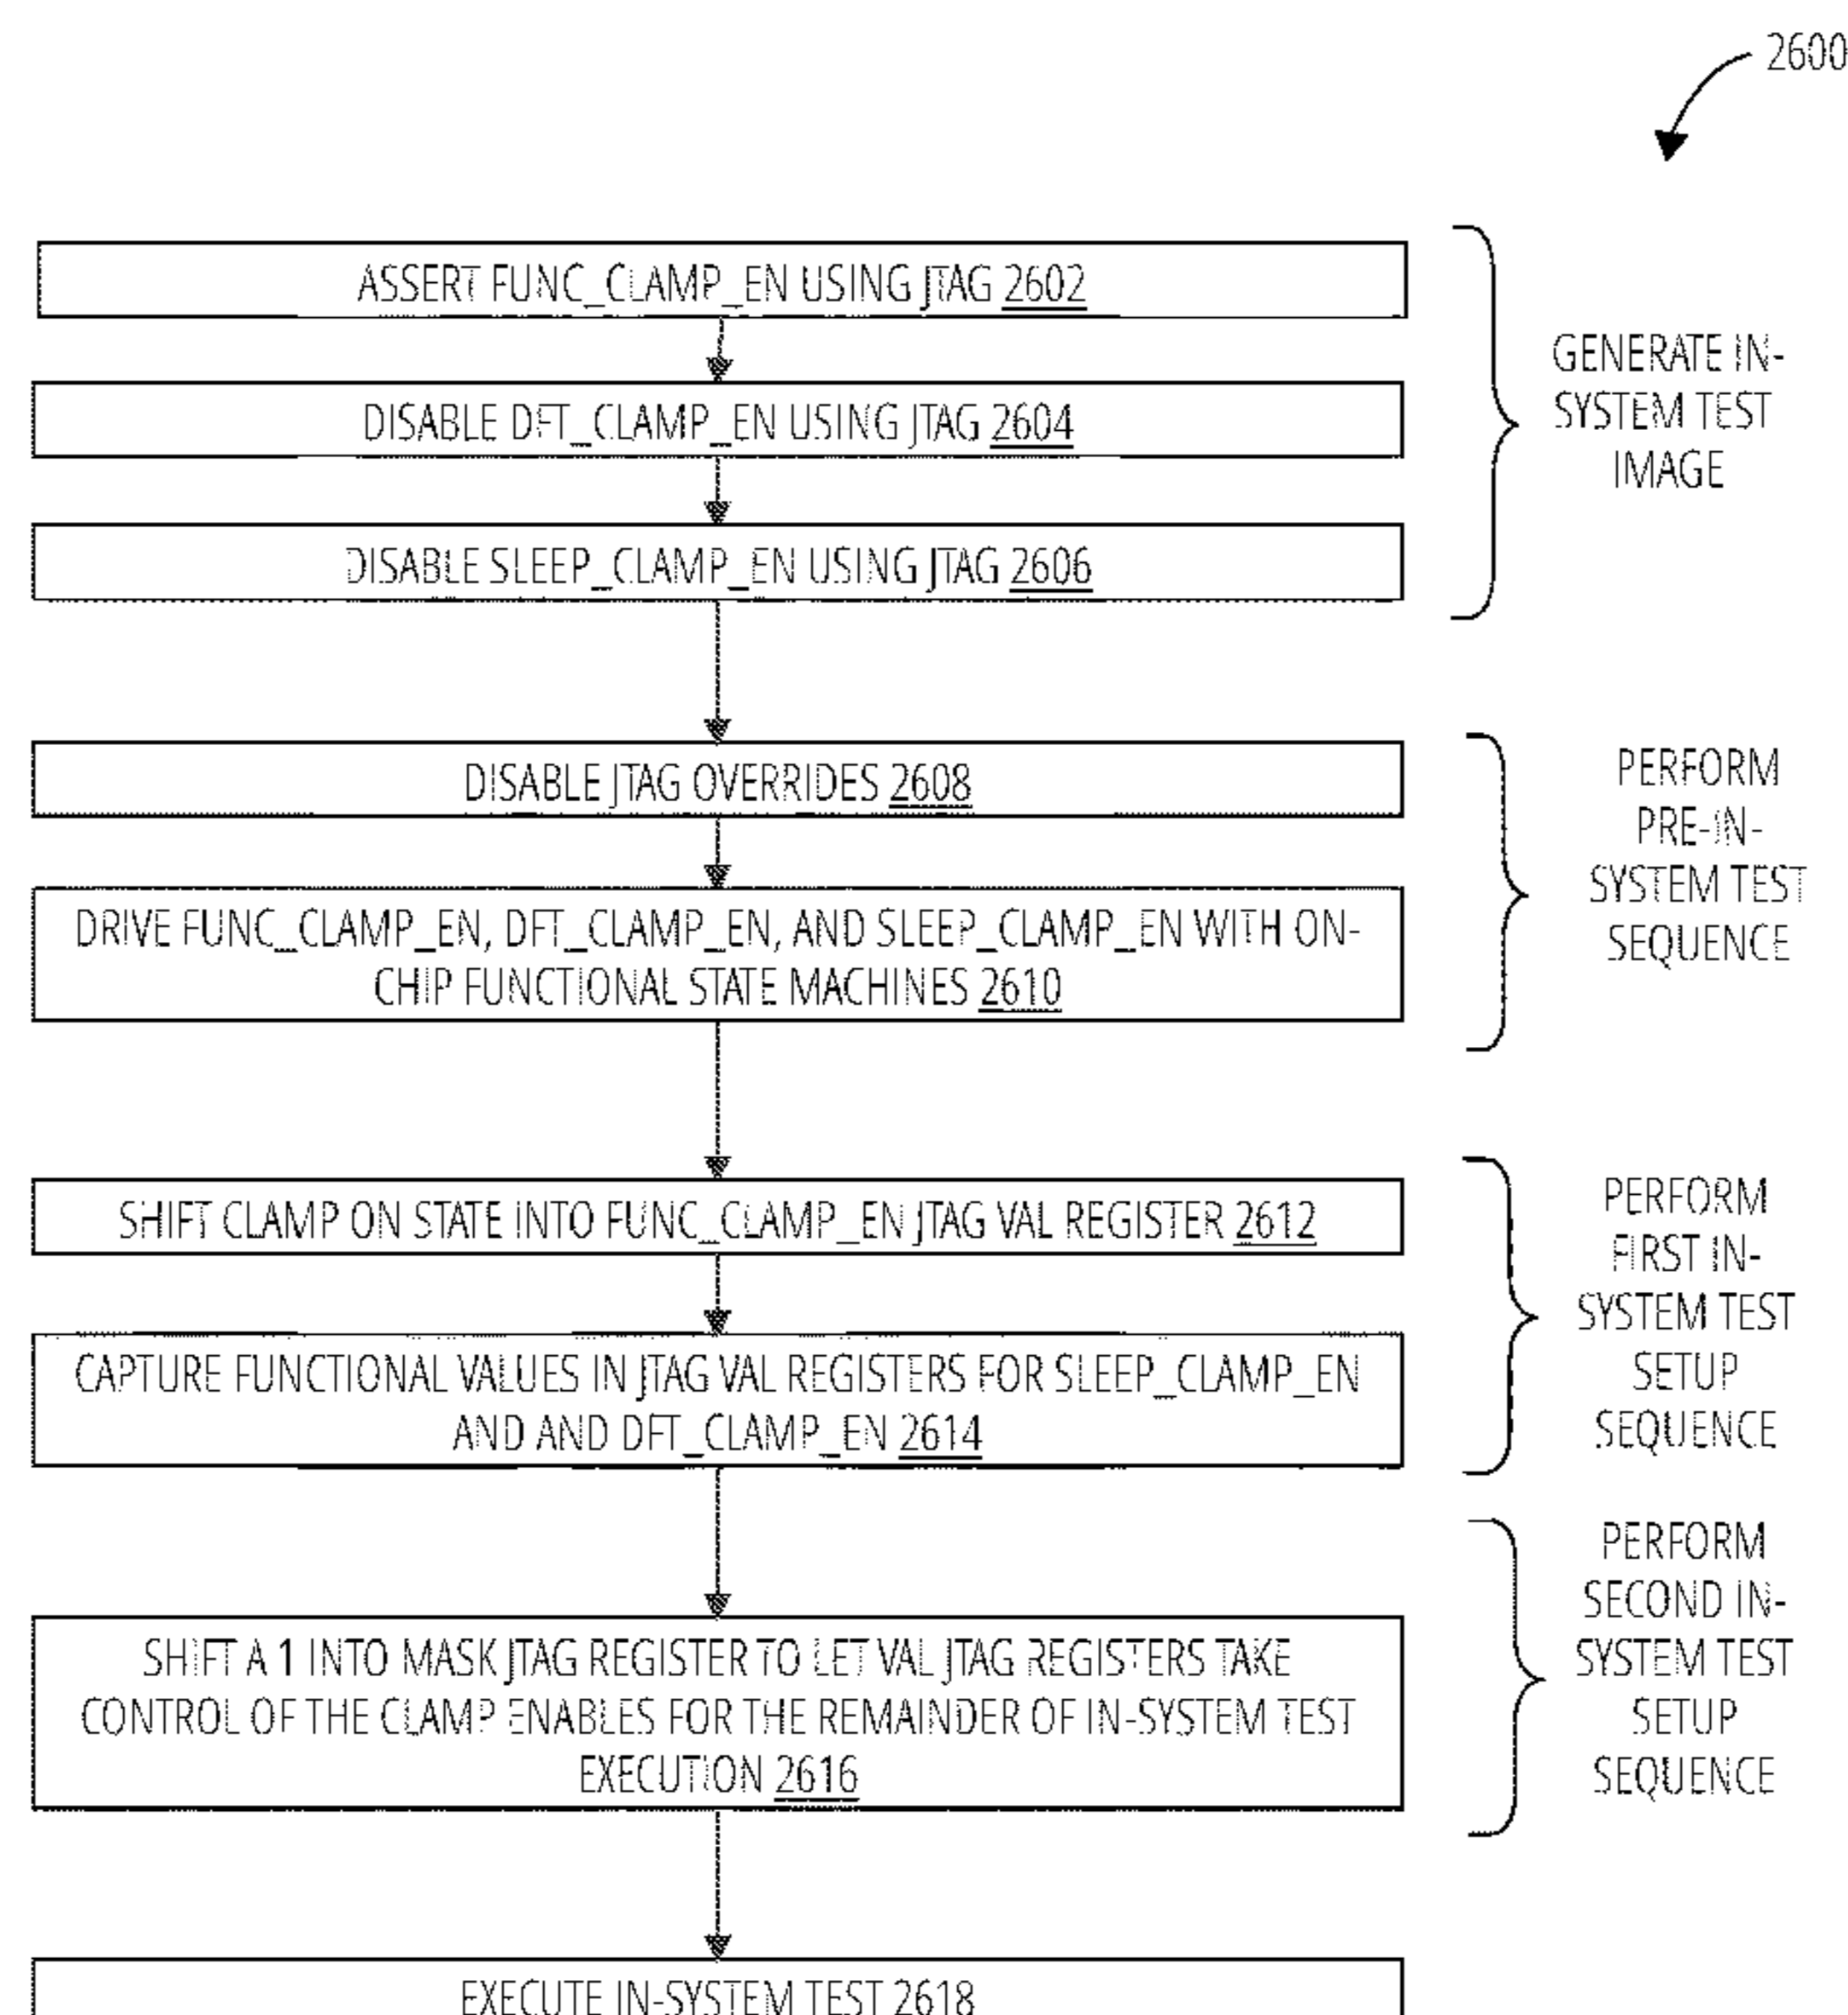 2600
ASSERT FUNC_CLAMP_EN USING JTAG 2602
DISABLE DFT_CLAMP_EN USING JTAG 2604
DISABLE SLEEP_CLAMP_EN USING JTAG 2606
GENERATE IN-
SYSTEM TEST
IMAGE
DISABLE JTAG OVERRIDES 2608
DRIVE FUNC_CLAMP_EN, DFT_CLAMP_EN, AND SLEEP_CLAMP_EN WITH ON-
CHIP FUNCTIONAL STATE MACHINES 2610
PERFORM
PRE-IN-
SYSTEM TEST
SEQUENCE
SHIFT CLAMP ON STATE INTO FUNC_CLAMP_EN JTAG VAL REGISTER 2612
CAPTURE FUNCTIONAL VALUES IN JTAG VAL REGISTERS FOR SLEEP_CLAMP_EN
AND AND DFT_CLAMP_EN 2614
PERFORM
FIRST IN-
SYSTEM TEST
SETUP
SEQUENCE
SHIFT A 1 INTO MASK JTAG REGISTER TO LET VAL JTAG REGISTERS TAKE
CONTROL OF THE CLAMP ENABLES FOR THE REMAINDER OF IN-SYSTEM TEST
EXECUTION 2616
PERFORM
SECOND IN-
SYSTEM TEST
SETUP
SEQUENCE
EXECUTE IN-SYSTEM TEST 2618